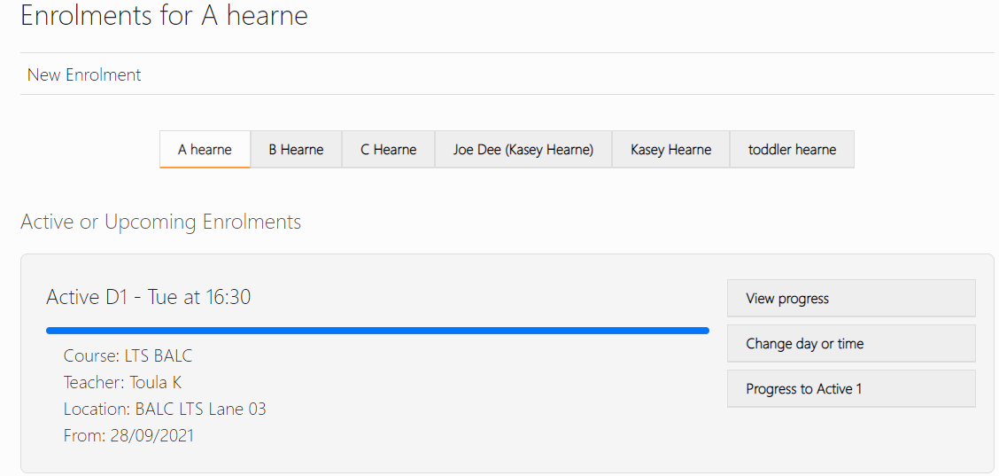 Enrolments for A hearne
New Enrolment
A hearne
B Hearne
C Hearne
Joe Dee (Kasey Hearne)
Kasey Hearne
toddler hearne
Active or Upcoming Enrolments
Active D1 - Tue at 16:30
Course: LTS BALC
Teacher: Toula K
Location: BALC LTS Lane 03
From: 28/09/2021
View progress
Change day or time
Progress to Active 1